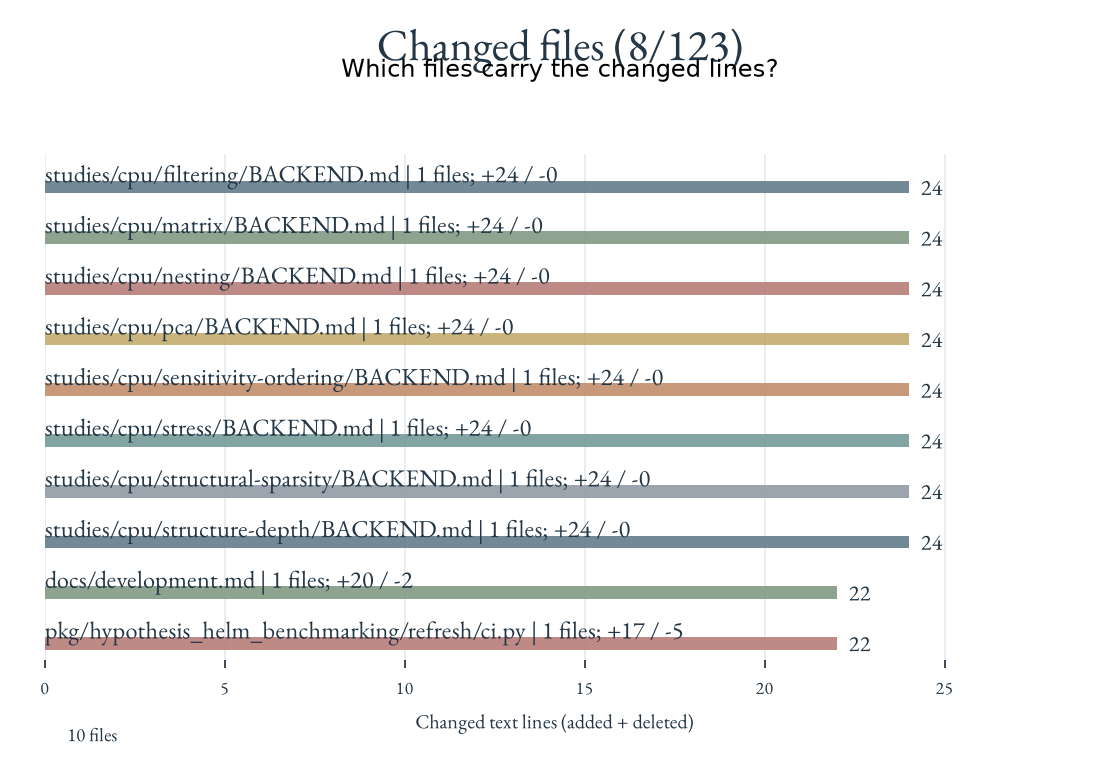 Changed files (8/123)
Which files carry the changed lines?
studies/cpu/filtering/BACKEND.md | 1 files; +24 / -0
24
studies/cpu/matrix/BACKEND.md | 1 files; +24 / -0
24
studies/cpu/nesting/BACKEND.md | 1 files; +24 / -0
24
studies/cpu/pca/BACKEND.md | 1 files; +24 / -0
24
studies/cpu/sensitivity-ordering/BACKEND.md | 1 files; +24 / -0
24
studies/cpu/stress/BACKEND.md | 1 files; +24 / -0
24
studies/cpu/structural-sparsity/BACKEND.md | 1 files; +24 / -0
24
studies/cpu/structure-depth/BACKEND.md | 1 files; +24 / -0
24
docs/development.md | 1 files; +20 / -2
22
pkg/hypothesis_helm_benchmarking/refresh/ci.py | 1 files; +17 / -5
22
0 5 10 15 20 25
Changed text lines (added + deleted)
10 files